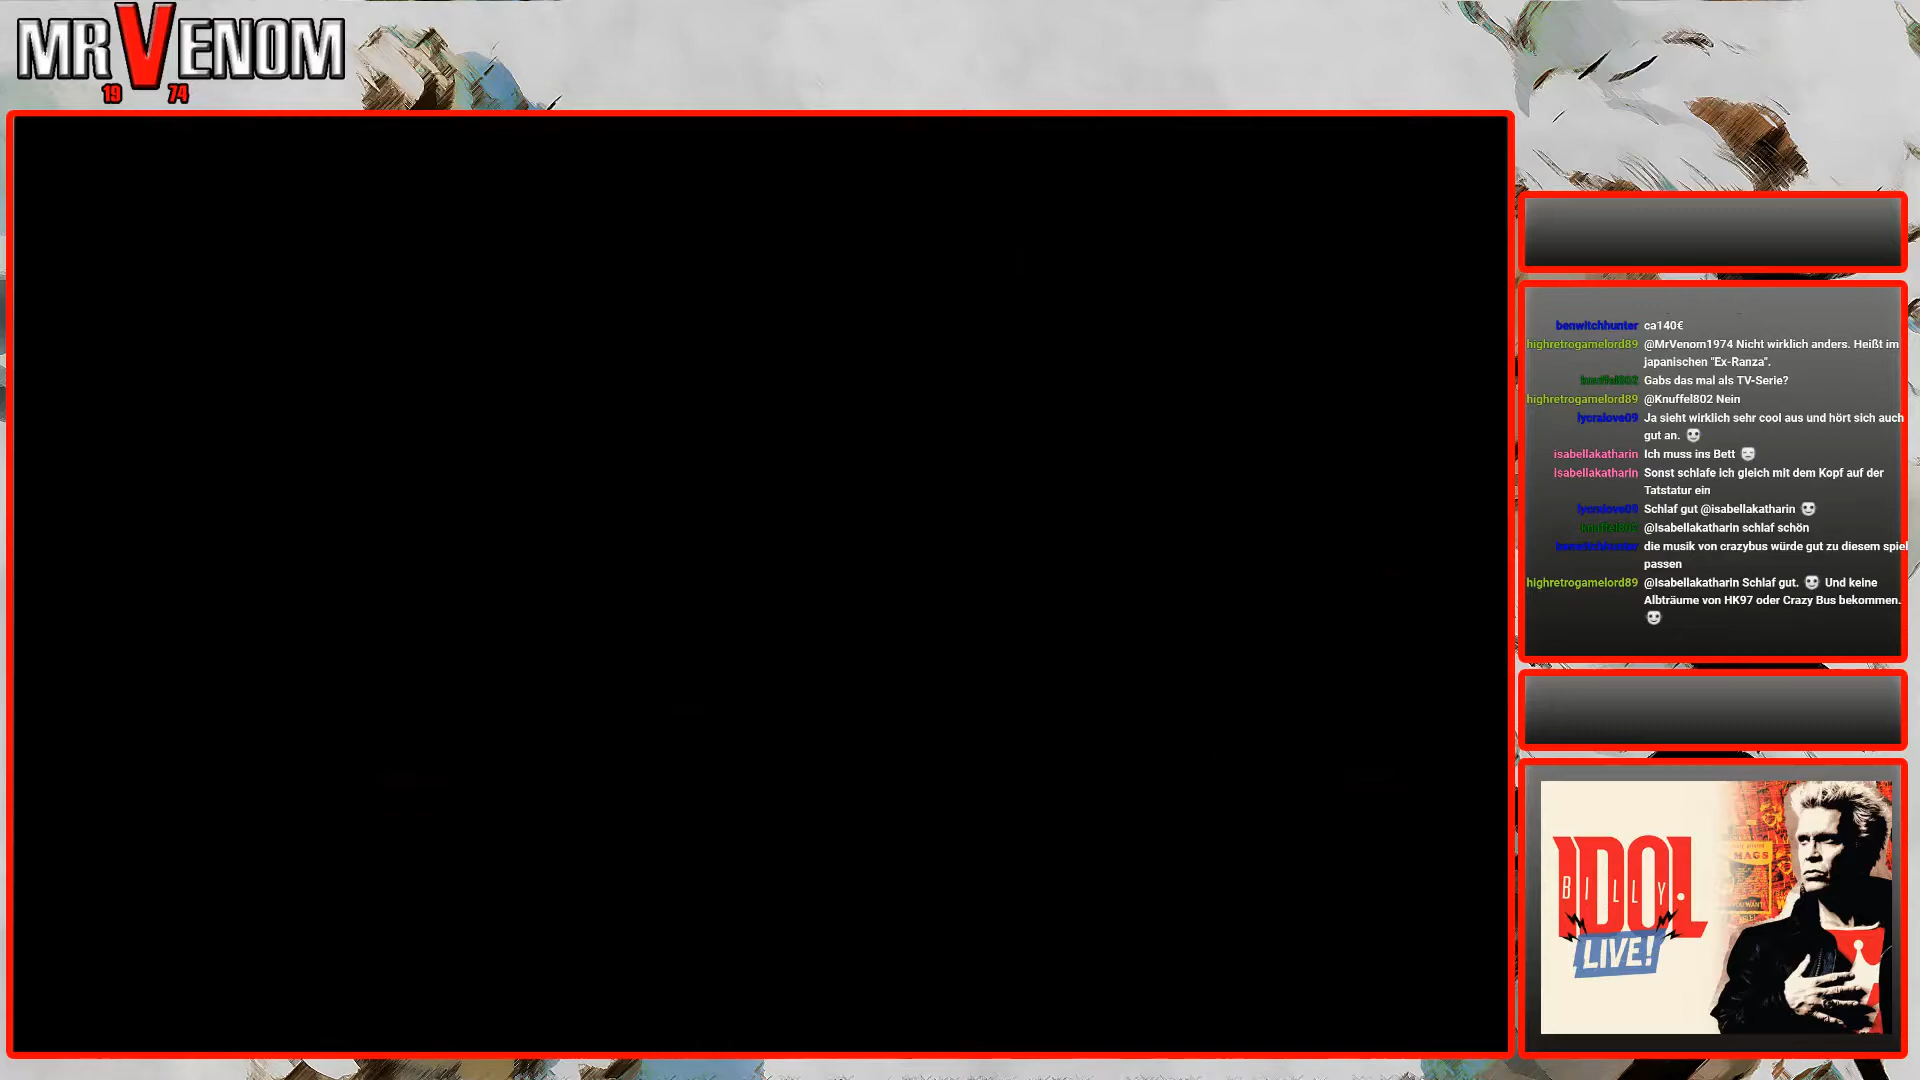 MRVENOM
19 74
benwitchhunter ca140€
highretrogamelord89 @MrVenom1974 Nicht wirklich anders. Heißt im
japanischen "Ex-Ranza".
knuffel802 Gabs das mal als TV-Serie?
highretrogamelord89 @Knuffel802 Nein
lycralove09 Ja sieht wirklich sehr cool aus und hört sich auch
gut an.
isabellakatharin Ich muss ins Bett
isabellakatharin Sonst schlafe ich gleich mit dem Kopf auf der
Tatstatur ein
lycralove09 Schlaf gut @isabellakatharin
knuffel802 @Isabellakatharin schlaf schön
benwitchhunter die musik von crazybus würde gut zu diesem spiel
passen
highretrogamelord89 @Isabellakatharin Schlaf gut. Und keine
Albträume von HK97 oder Crazy Bus bekommen.
MAGS
IDOL
BILLY
LIVE!